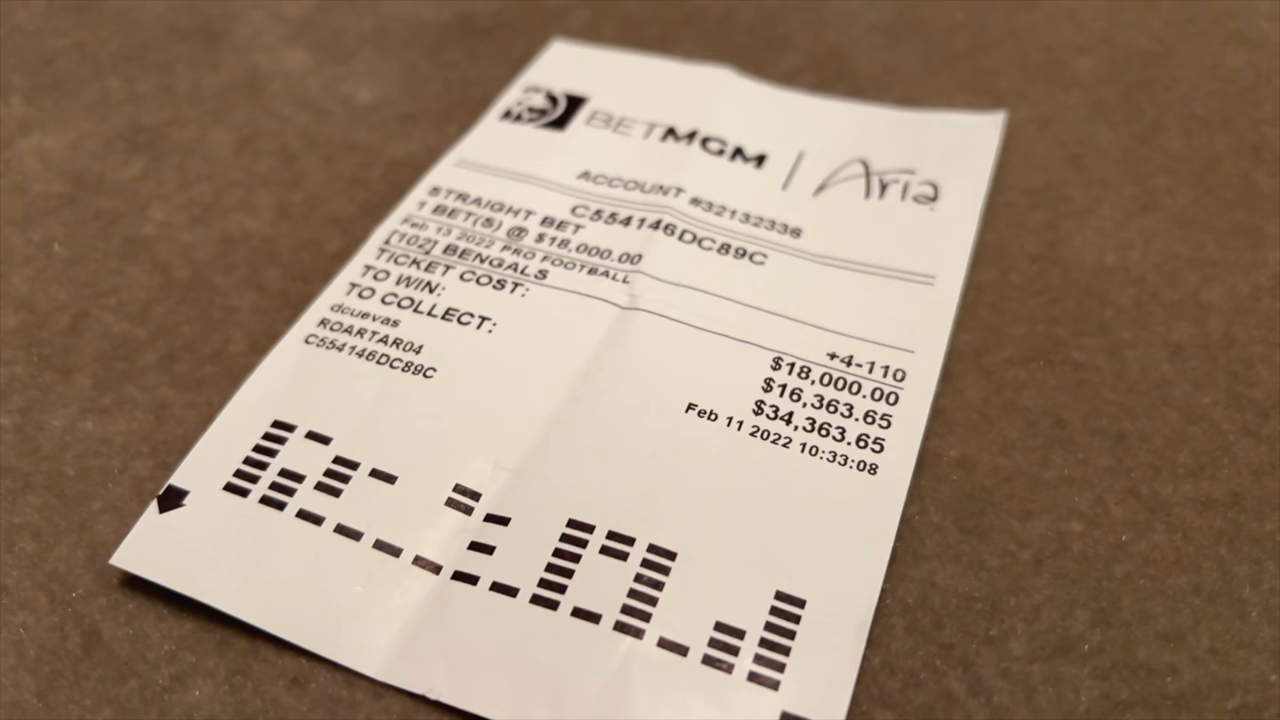 BETMGM | Aria
ACCOUNT #32132336
C554146DC89C
STRAIGHT BET
1 BET(S) @ $18,000.00
Feb 13 2022 PRO FOOTBALL
[102] BENGALS +4-110
TICKET COST: $18,000.00
TO WIN: $16,363.65
TO COLLECT: $34,363.65
dcuevas Feb 11 2022 10:33:08
ROARTAR04
C554146DC89C